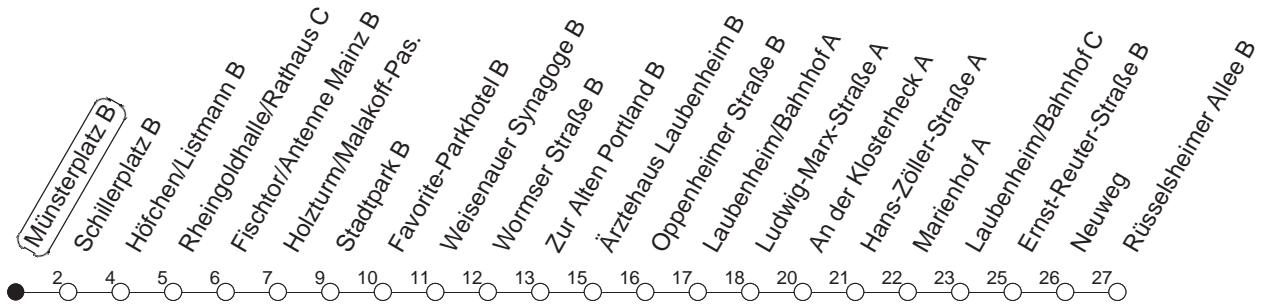 Münsterplatz B
Schillerplatz B
Höfchen/Listmann B
Rheingoldhalle/Rathaus C
Fischtor/Antenne Mainz B
Holzturm/Malakoff-Pas.
Stadtpark B
Favorite-Parkhotel B
Weisenauer Synagoge B
Wormser Straße B
Zur Alten Portland B
Ärztehaus Laubenheim B
Oppenheimer Straße B
Laubenheim/Bahnhof A
Ludwig-Marx-Straße A
An der Klosterheck A
Hans-Zöller-Straße A
Marienhof A
Laubenheim/Bahnhof C
Ernst-Reuter-Straße B
Neuweg
Rüsselsheimer Allee B
2 4 5 6 7 9 10 11 12 13 15 16 17 18 20 21 22 23 25 26 27